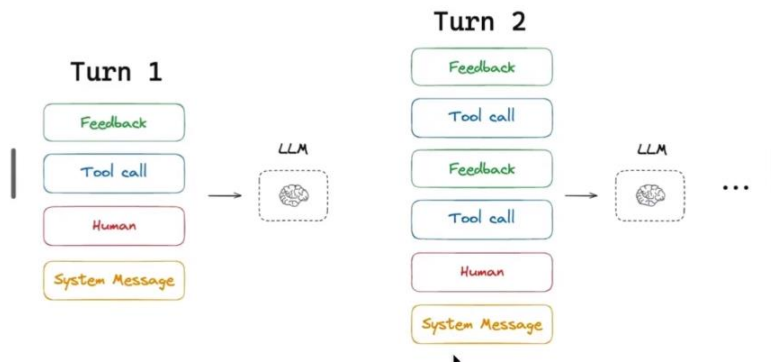 Turn 1
Feedback
Tool call
Human
System Message
LLM
Turn 2
Feedback
Tool call
Feedback
Tool call
Human
System Message
LLM
...